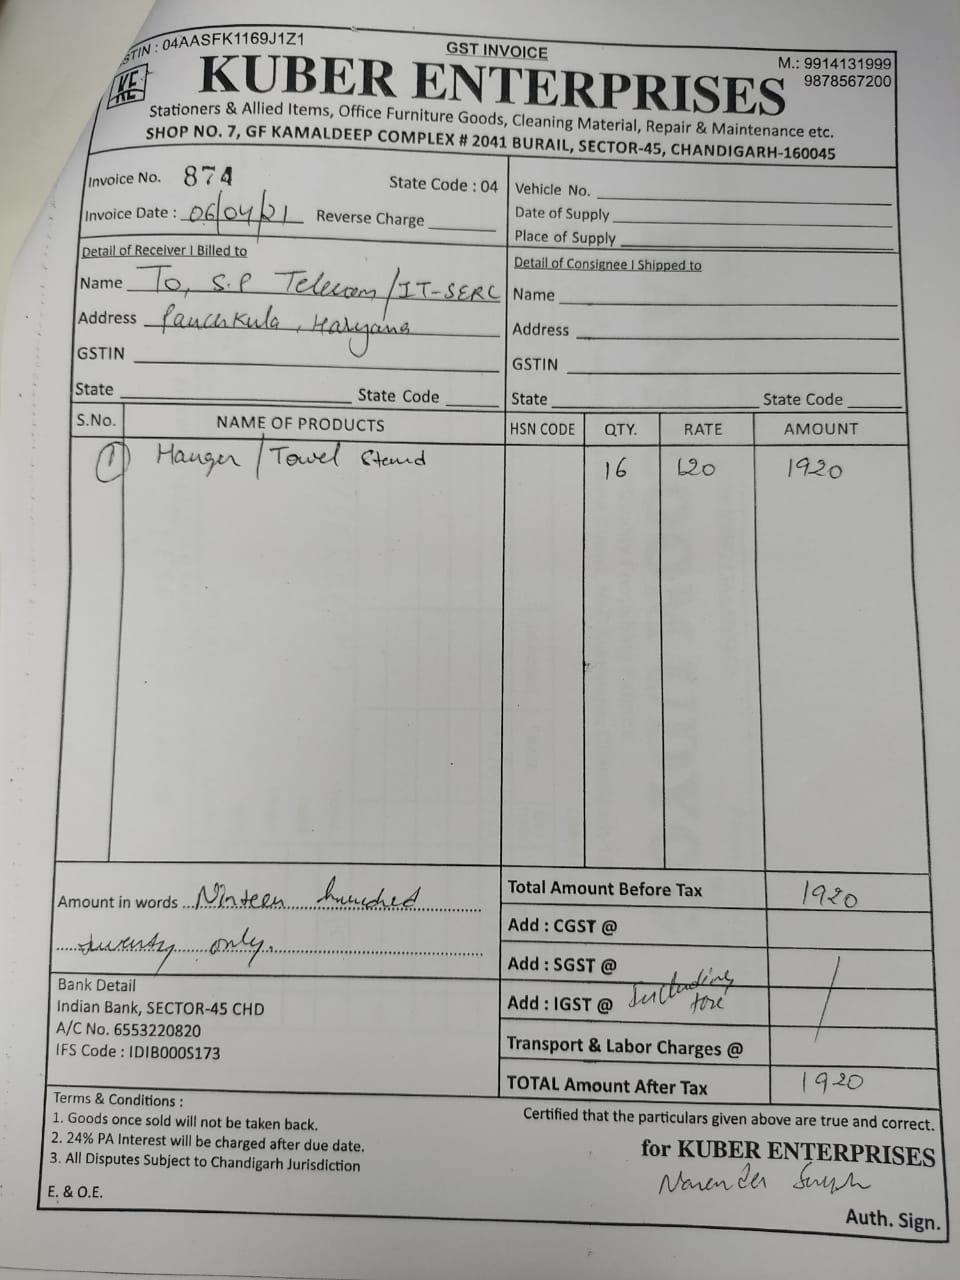 STIN : 04AASFK1169J1Z1
GST INVOICE
M.: 9914131999
9878567200
KE
KUBER ENTERPRISES
Stationers & Allied Items, Office Furniture Goods, Cleaning Material, Repair & Maintenance etc.
SHOP NO. 7, GF KAMALDEEP COMPLEX # 2041 BURAIL, SECTOR-45, CHANDIGARH-160045
Invoice No. 874 State Code : 04
Invoice Date : 06/04/21 Reverse Charge
Vehicle No.
Date of Supply
Place of Supply
Detail of Receiver | Billed to
Name To, S.P Telecom/IT-SERC
Address Panchkula, Haryana
GSTIN
State State Code
Detail of Consignee | Shipped to
Name
Address
GSTIN
State State Code
S.No. NAME OF PRODUCTS HSN CODE QTY. RATE AMOUNT
1 Hanger / Towel Stand 16 120 1920
Amount in words Ninteen hundred
twenty only.
Bank Detail
Indian Bank, SECTOR-45 CHD
A/C No. 6553220820
IFS Code : IDIB000S173
Total Amount Before Tax 1920
Add : CGST @
Add : SGST @
Add : IGST @ Including
Transport & Labor Charges @
TOTAL Amount After Tax 1920
Terms & Conditions :
1. Goods once sold will not be taken back.
2. 24% PA Interest will be charged after due date.
3. All Disputes Subject to Chandigarh Jurisdiction
E. & O.E.
Certified that the particulars given above are true and correct.
for KUBER ENTERPRISES
Narender Singh
Auth. Sign.